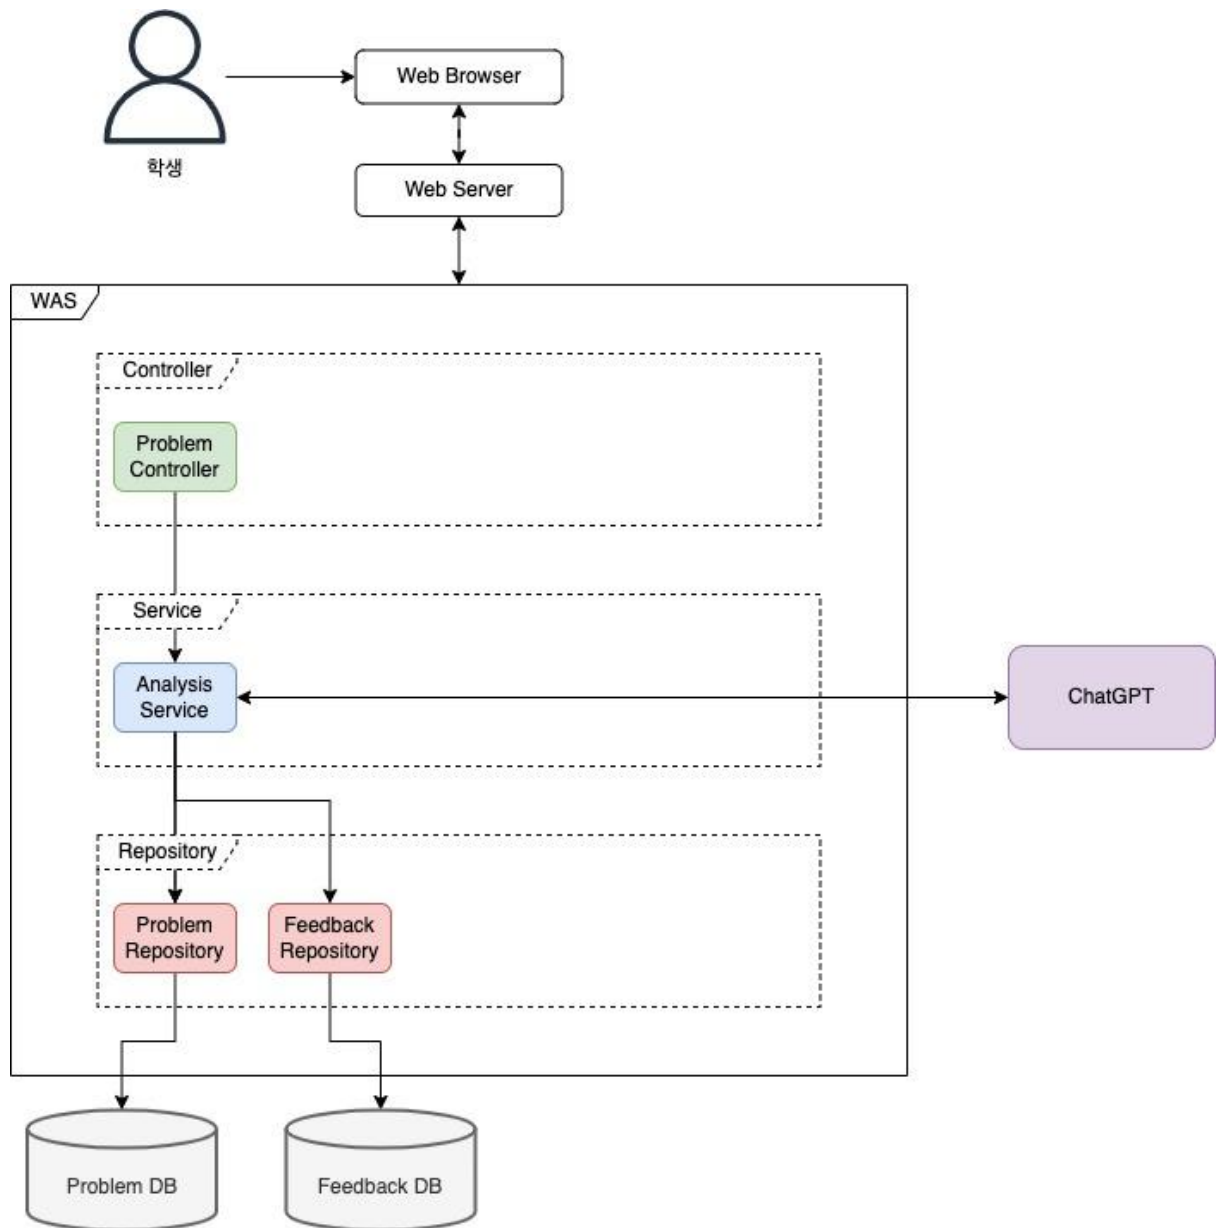 Web Browser
학생
Web Server
WAS
Controller
Problem
Controller
Service
Analysis
Service
ChatGPT
Repository
Problem
Repository
Feedback
Repository
Problem DB
Feedback DB